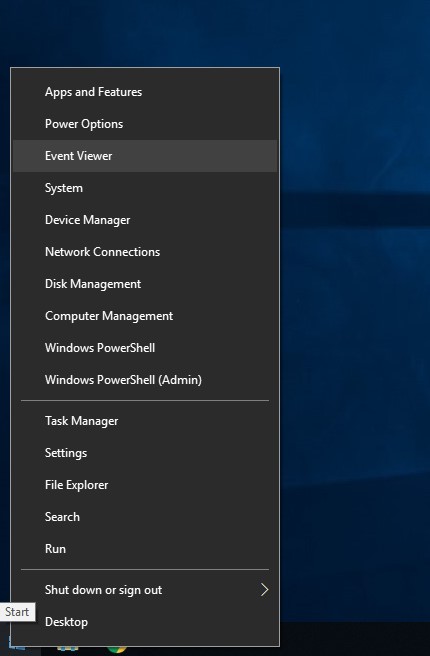 Apps and Features
Power Options
Event Viewer
System
Device Manager
Network Connections
Disk Management
Computer Management
Windows PowerShell
Windows PowerShell (Admin)
Task Manager
Settings
File Explorer
Search
Run
Shut down or sign out
Start
Desktop